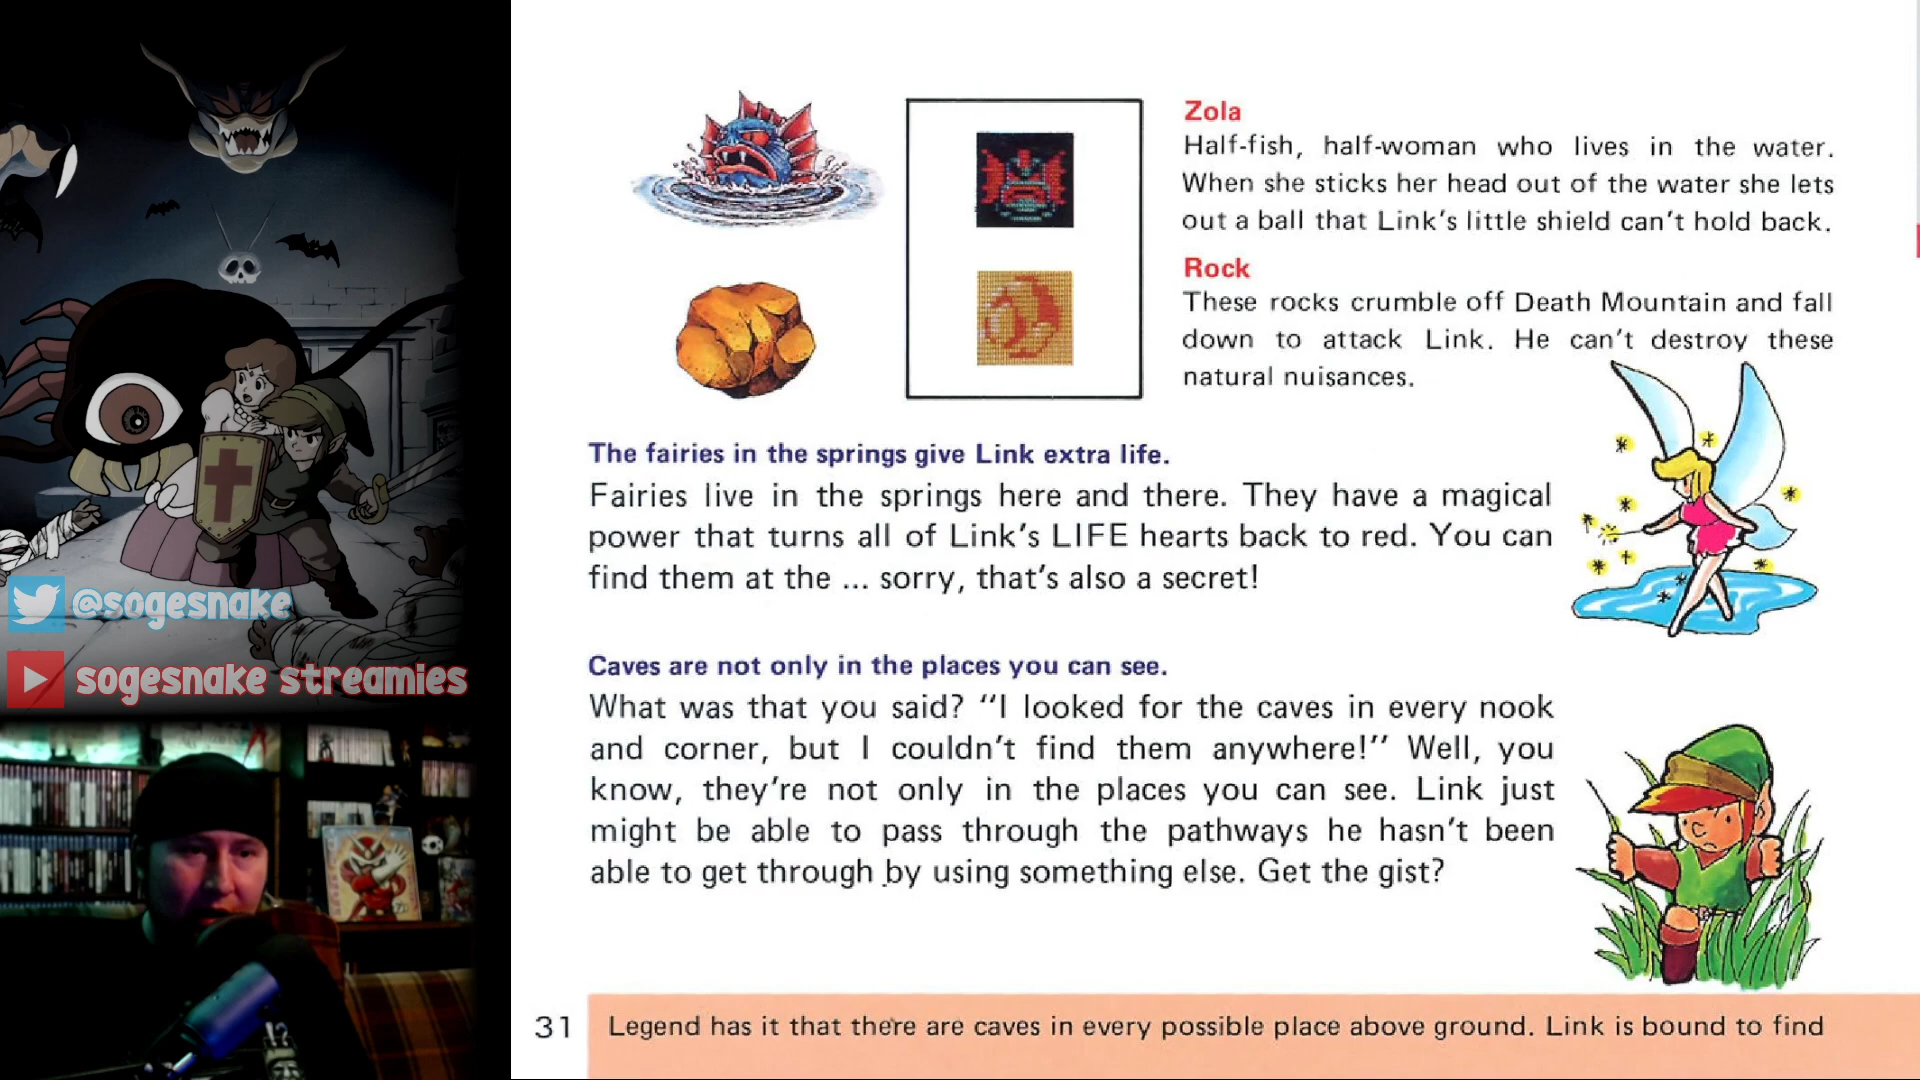 Zola
Half-fish, half-woman who lives in the water.
When she sticks her head out of the water she lets
out a ball that Link's little shield can't hold back.
Rock
These rocks crumble off Death Mountain and fall
down to attack Link. He can't destroy these
natural nuisances.
The fairies in the springs give Link extra life.
Fairies live in the springs here and there. They have a magical
power that turns all of Link's LIFE hearts back to red. You can
find them at the ... sorry, that's also a secret!
Caves are not only in the places you can see.
What was that you said? "I looked for the caves in every nook
and corner, but I couldn't find them anywhere!" Well, you
know, they're not only in the places you can see. Link just
might be able to pass through the pathways he hasn't been
able to get through by using something else. Get the gist?
31
Legend has it that there are caves in every possible place above ground. Link is bound to find
@sogesnake
sogesnake streamies